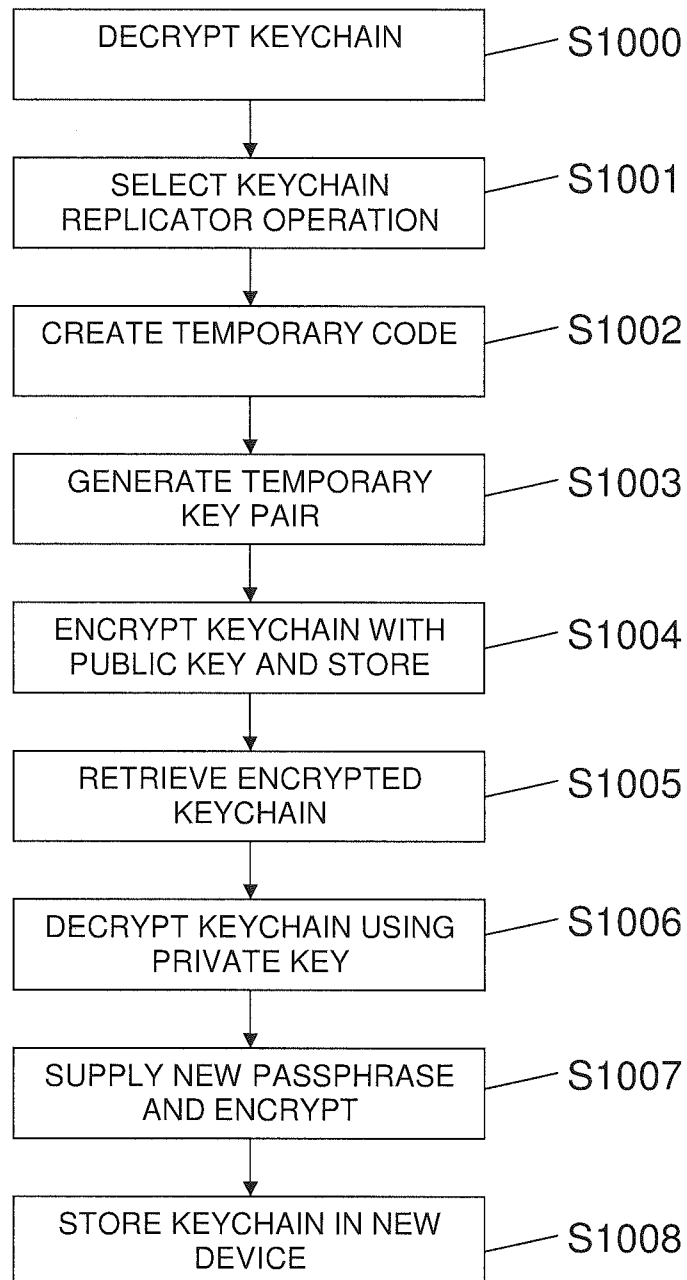 DECRYPT KEYCHAIN
S1000
SELECT KEYCHAIN
REPLICATOR OPERATION
S1001
CREATE TEMPORARY CODE
S1002
GENERATE TEMPORARY
KEY PAIR
S1003
ENCRYPT KEYCHAIN WITH
PUBLIC KEY AND STORE
S1004
RETRIEVE ENCRYPTED
KEYCHAIN
S1005
DECRYPT KEYCHAIN USING
PRIVATE KEY
S1006
SUPPLY NEW PASSPHRASE
AND ENCRYPT
S1007
STORE KEYCHAIN IN NEW
DEVICE
S1008